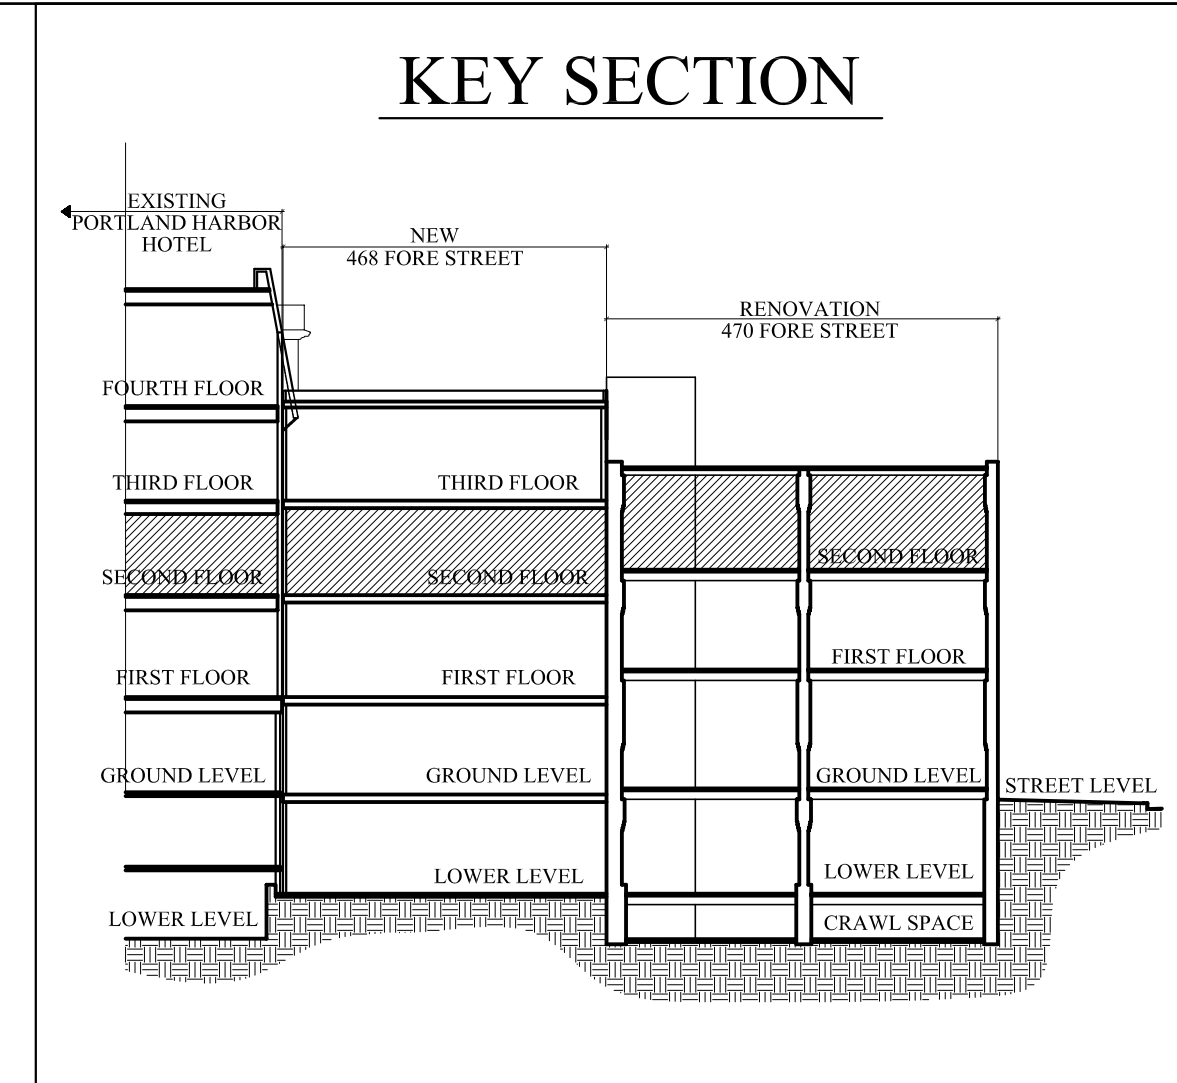 KEY SECTION
EXISTING
PORTLAND HARBOR
HOTEL
NEW
468 FORE STREET
RENOVATION
470 FORE STREET
FOURTH FLOOR
THIRD FLOOR
THIRD FLOOR
SECOND FLOOR
SECOND FLOOR
SECOND FLOOR
FIRST FLOOR
FIRST FLOOR
FIRST FLOOR
GROUND LEVEL
GROUND LEVEL
GROUND LEVEL
STREET LEVEL
LOWER LEVEL
LOWER LEVEL
LOWER LEVEL
CRAWL SPACE